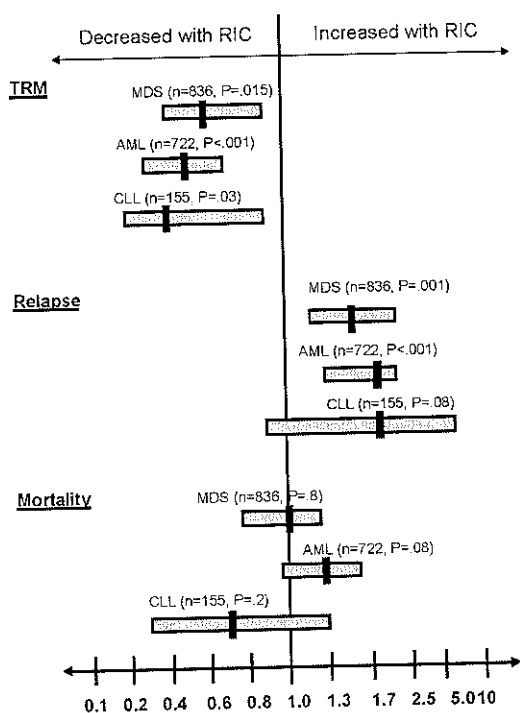 Decreased with RIC Increased with RIC
TRM
MDS (n=836, P=.015)
AML (n=722, P<.001)
CLL (n=155, P=.03)
Relapse
MDS (n=836, P=.001)
AML (n=722, P<.001)
CLL (n=155, P=.08)
Mortality
MDS (n=836, P=.8)
AML (n=722, P=.08)
CLL (n=155, P=.2)
0.1 0.2 0.4 0.6 0.8 1.0 1.3 1.7 2.5 5.0 10